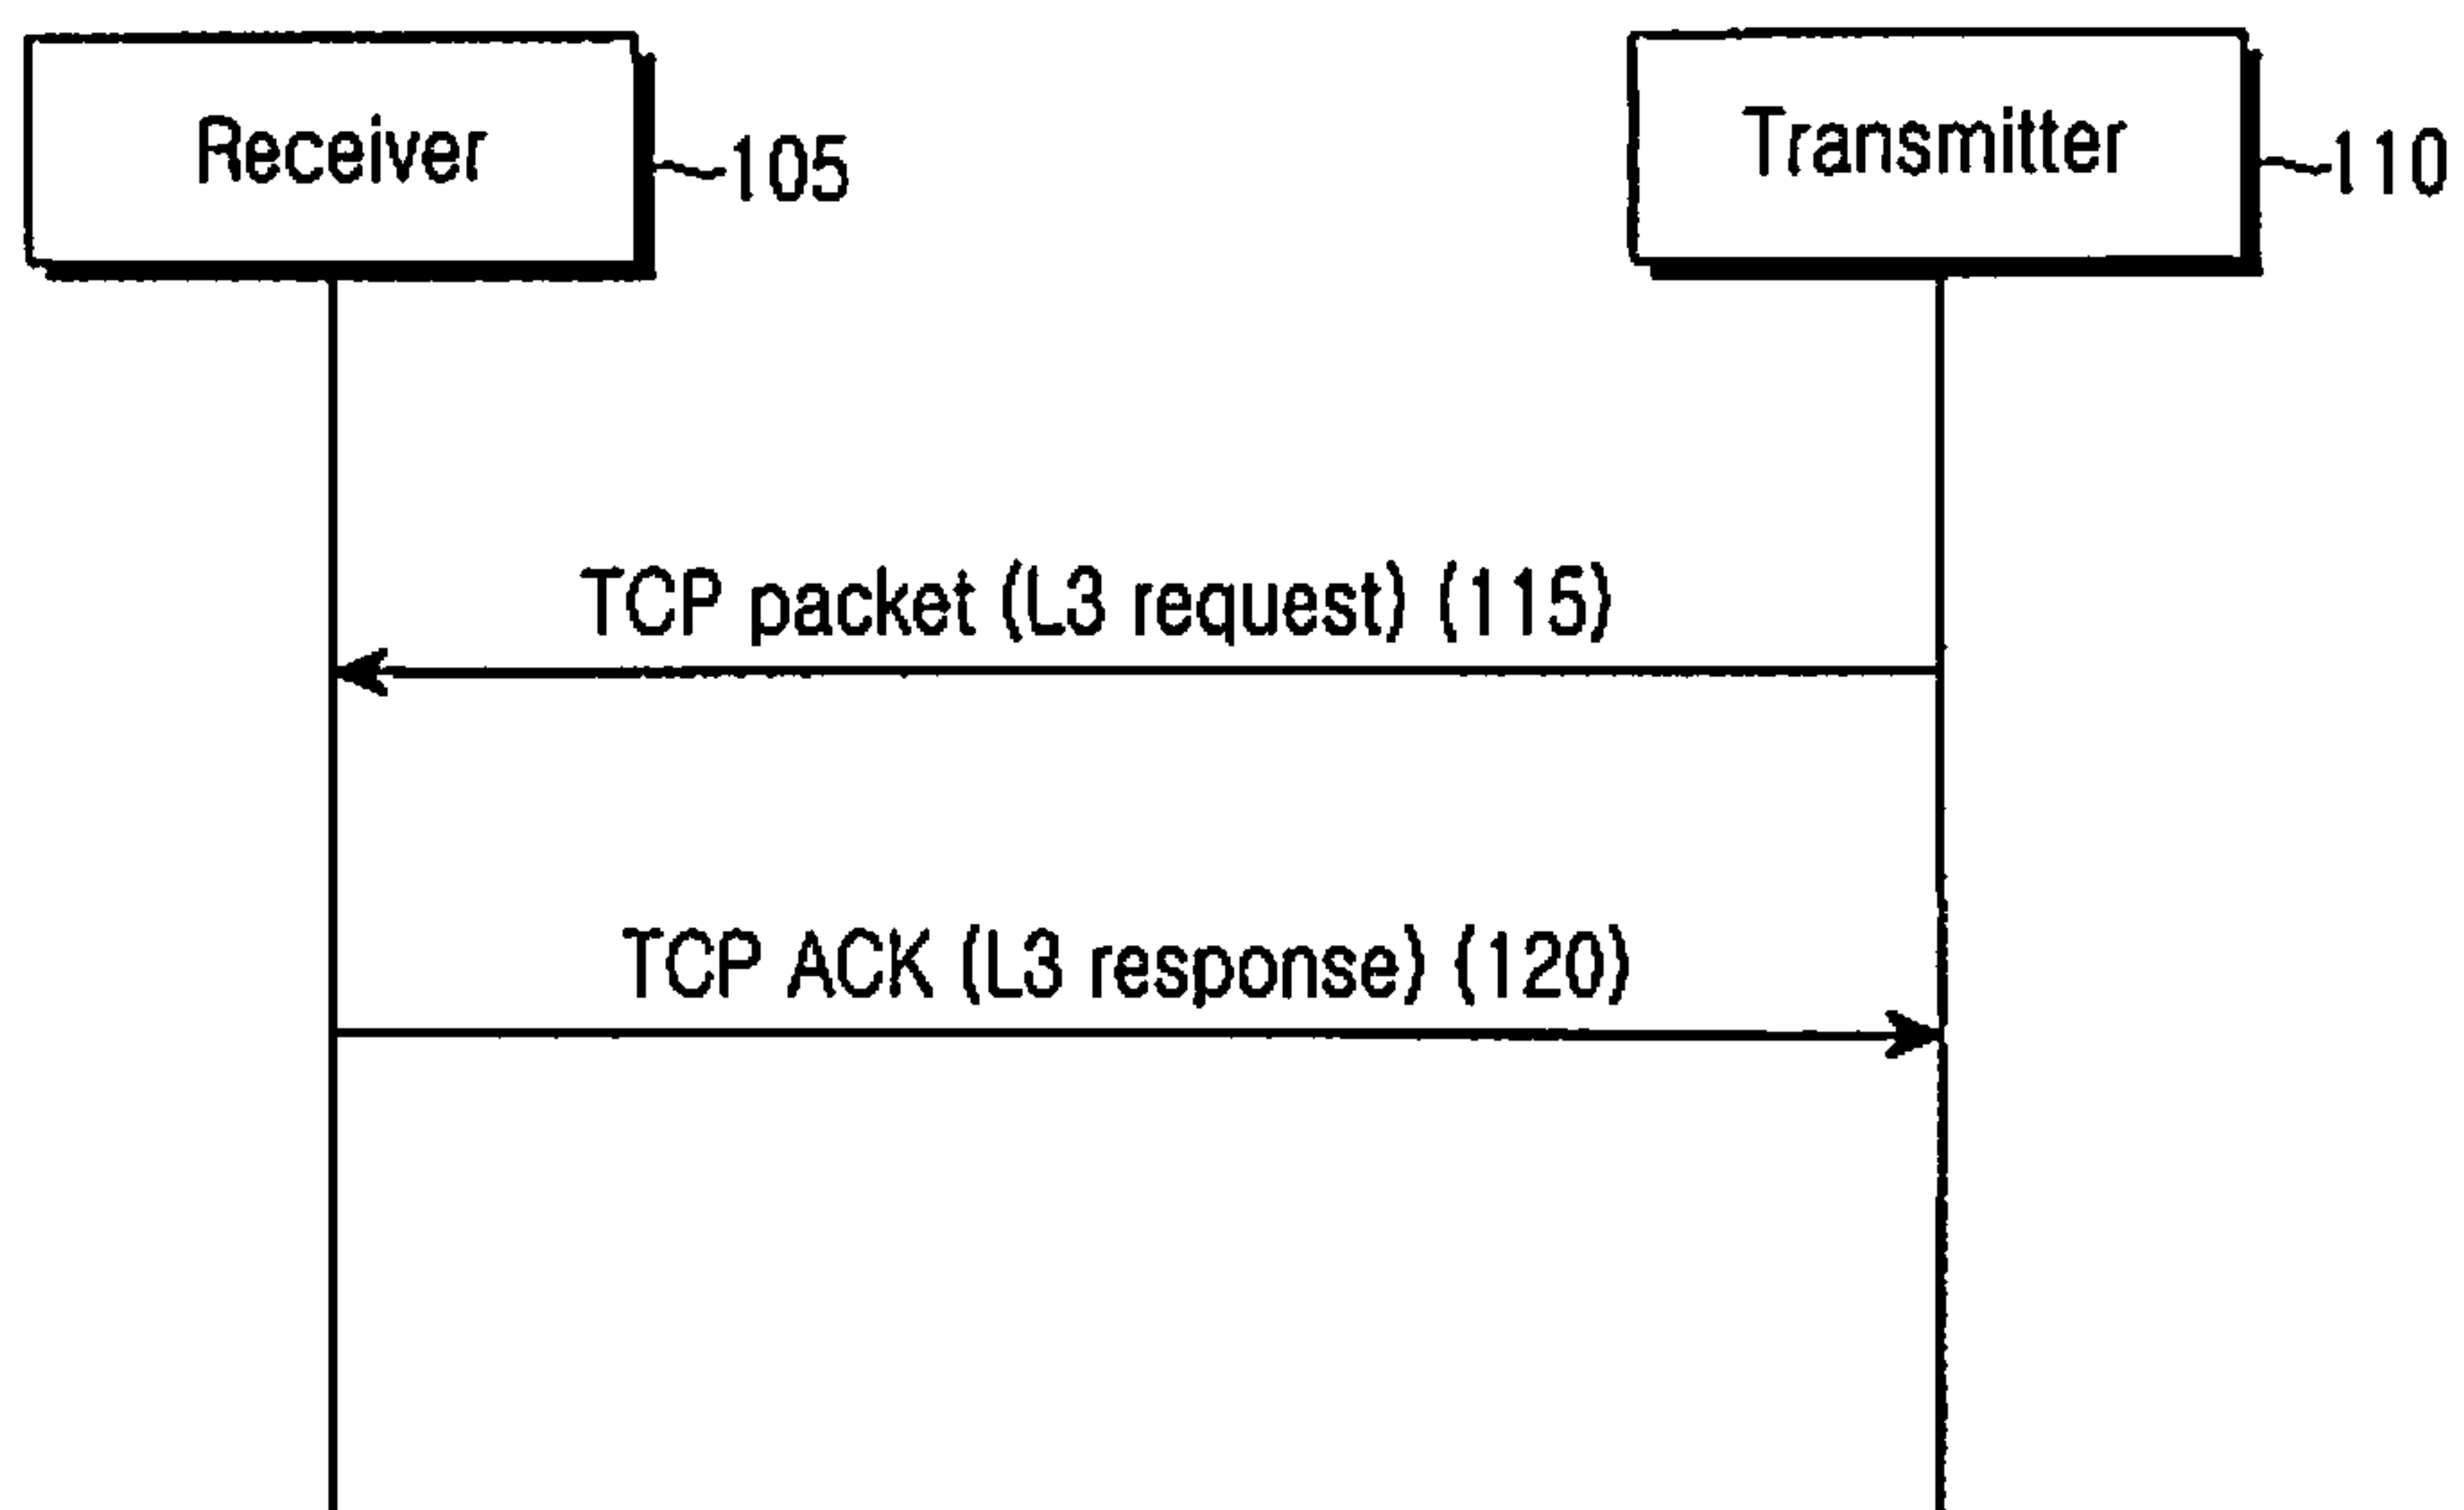 Receiver
105
Transmitter
110
TCP packet (L3 request) (115)
TCP ACK (L3 response) (120)